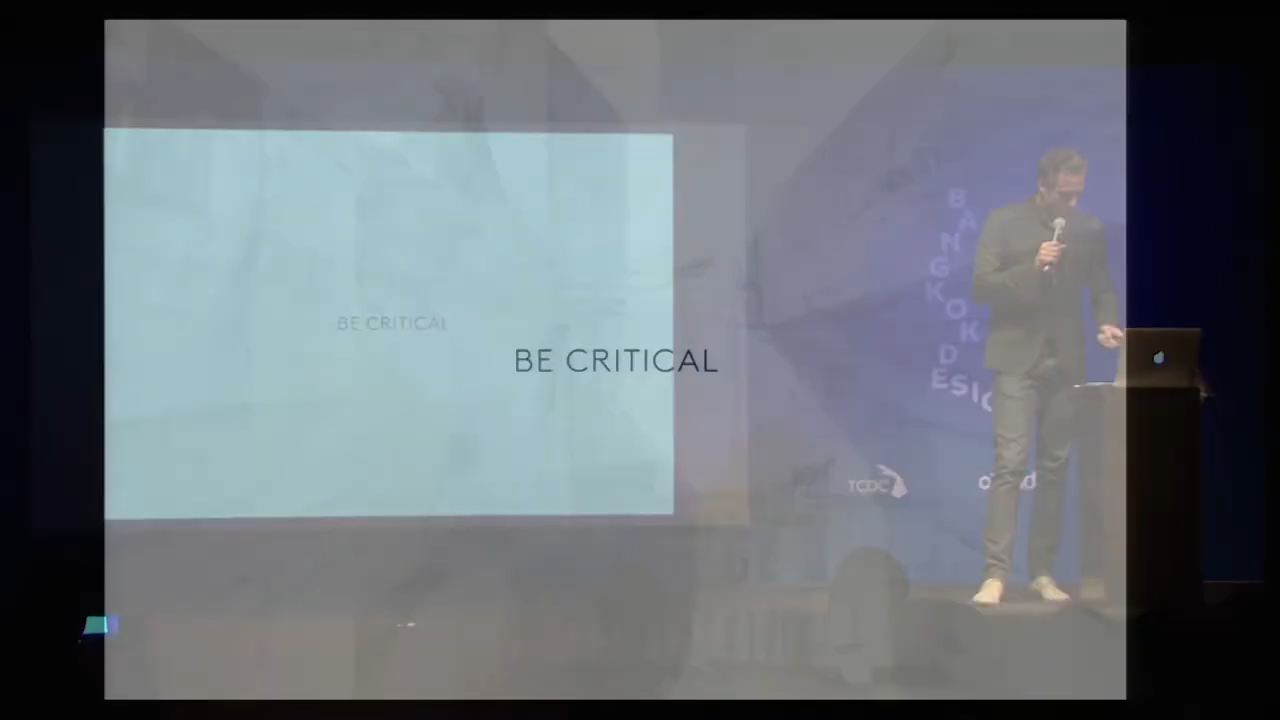 BE CRITICAL
BE CRITICAL
BANGKOK
DESIG
TCDC